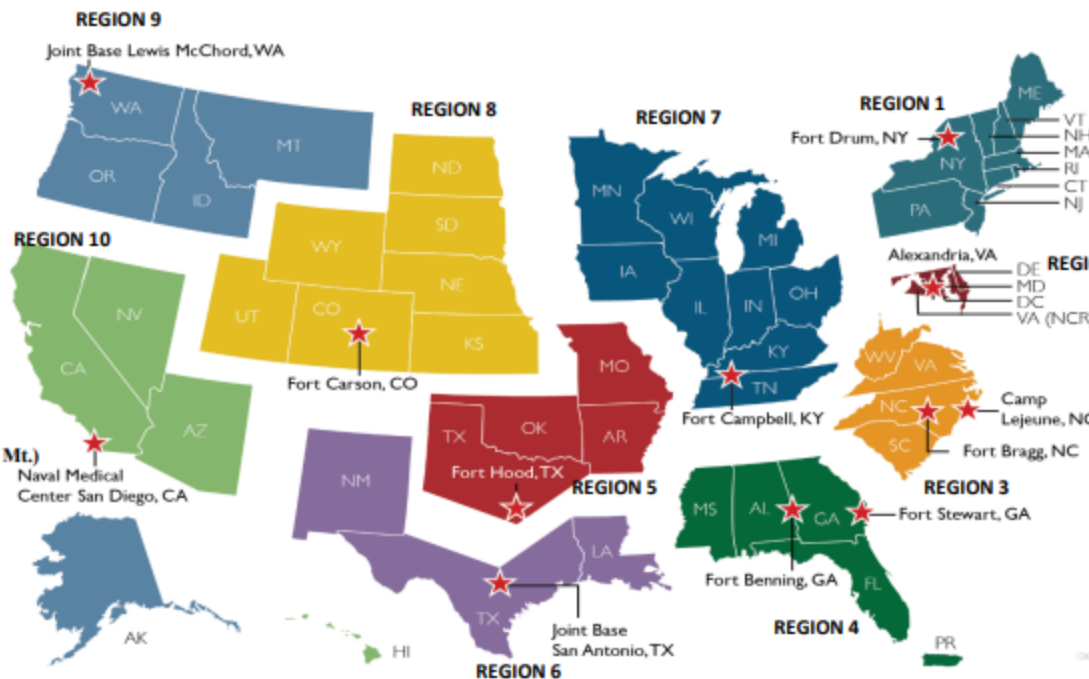 REGION 9
Joint Base Lewis McChord, WA
WA
MT
OR
ID
REGION 8
ND
SD
WY
NE
UT
CO
KS
Fort Carson, CO
REGION 7
MN
WI
MI
IA
IL
IN
OH
KY
TN
Fort Campbell, KY
REGION 1
Fort Drum, NY
ME
VT
NH
MA
RI
CT
NJ
NY
PA
Alexandria, VA
REGI
DE
MD
DC
VA (NCR
WV
VA
NC
SC
Camp
Lejeune, NC
Fort Bragg, NC
REGION 3
REGION 10
NV
CA
AZ
Mt.)
Naval Medical
Center San Diego, CA
MO
TX
OK
AR
Fort Hood, TX
REGION 5
NM
LA
TX
Joint Base
San Antonio, TX
REGION 6
MS
AL
GA
Fort Stewart, GA
Fort Benning, GA
FL
REGION 4
PR
AK
HI